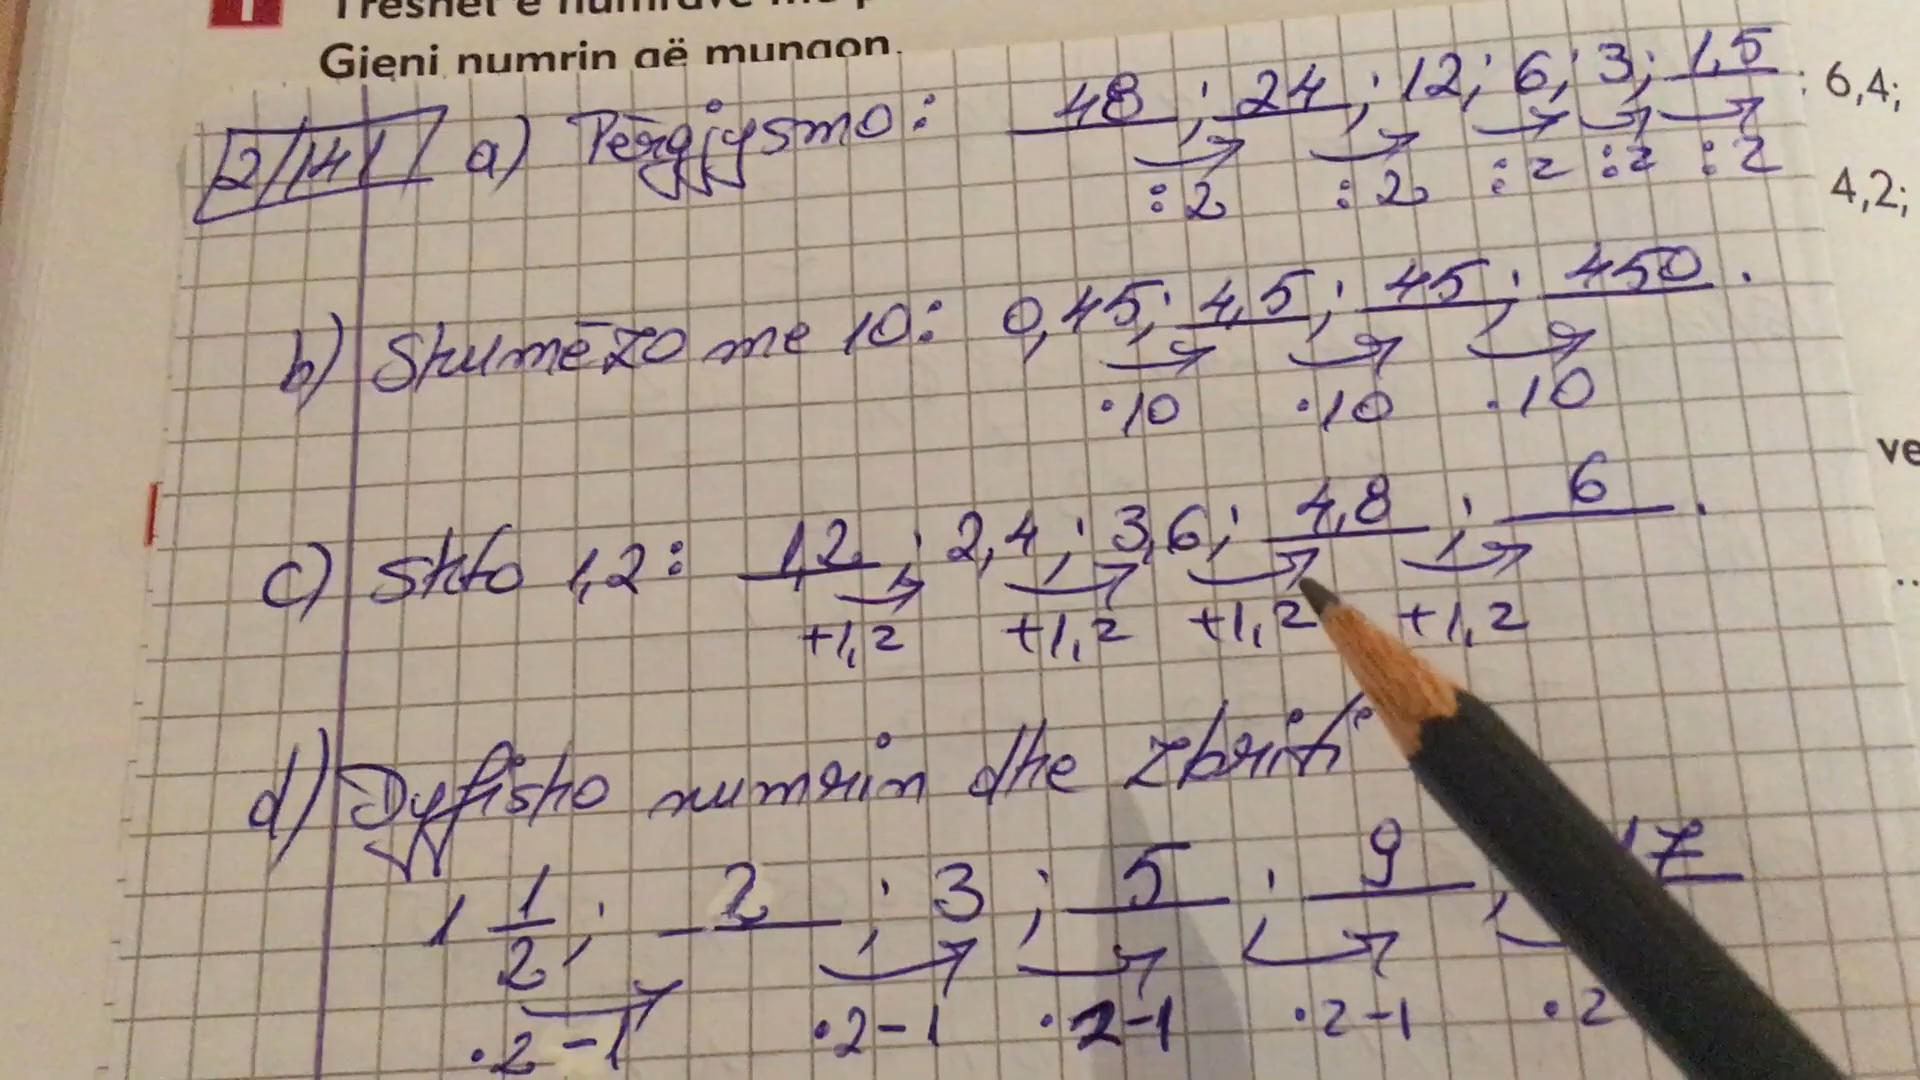 1
Gjeni numrin që mungon.
2/141 a) Përgjysmo: 48 ; 24 ; 12; 6; 3; 1,5
:2 :2 :2 :2 :2
6,4;
4,2;
b) Shumëzo me 10: 0,45; 4,5; 45; 450.
·10 ·10 ·10
ve
c) Shto 1,2: 1,2; 2,4; 3,6; 4,8; 6.
+1,2 +1,2 +1,2 +1,2
d) Dyfisho numrin dhe zbriti
1 1/2; 2; 3; 5; 9, 17
·2-1 ·2-1 ·2-1 ·2-1 ·2